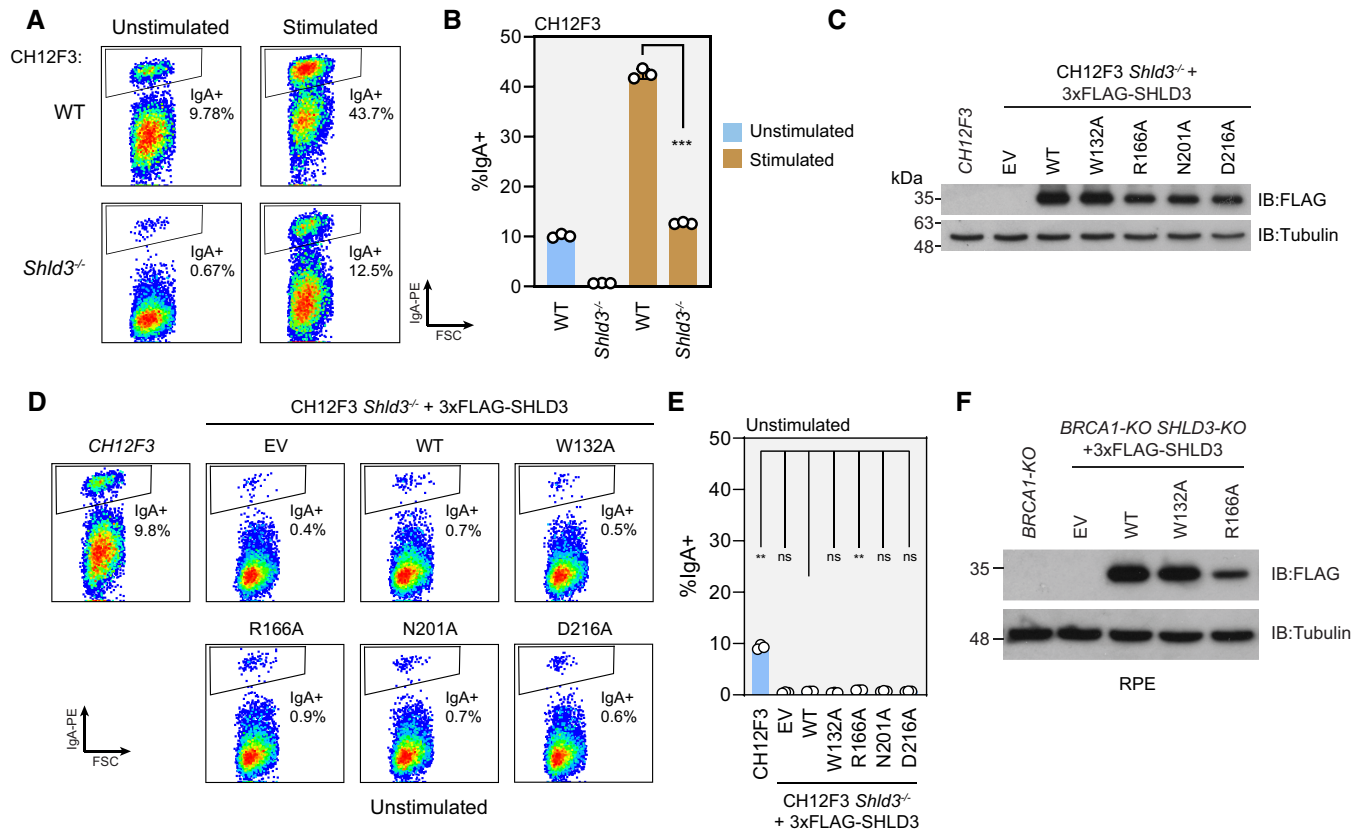 A
Unstimulated
Stimulated
CH12F3:
WT
IgA+
9.78%
IgA+
43.7%
Shld3-/-
IgA+
0.67%
IgA+
12.5%
IgA-PE
FSC
B
CH12F3
50
40
30
20
10
0
%IgA+
***
WT
Shld3-/-
WT
Shld3-/-
Unstimulated
Stimulated
C
CH12F3 Shld3-/- +
3xFLAG-SHLD3
CH12F3
EV
WT
W132A
R166A
N201A
D216A
kDa
35
IB:FLAG
63
48
IB:Tubulin
D
CH12F3 Shld3-/- + 3xFLAG-SHLD3
CH12F3
EV
WT
W132A
IgA+
9.8%
IgA+
0.4%
IgA+
0.7%
IgA+
0.5%
R166A
N201A
D216A
IgA+
0.9%
IgA+
0.7%
IgA+
0.6%
IgA-PE
FSC
Unstimulated
E
Unstimulated
50
40
30
20
10
0
%IgA+
** ns ns ** ns ns
CH12F3
EV
WT
W132A
R166A
N201A
D216A
CH12F3 Shld3-/-
+ 3xFLAG-SHLD3
F
BRCA1-KO SHLD3-KO
+3xFLAG-SHLD3
BRCA1-KO
EV
WT
W132A
R166A
35
IB:FLAG
48
IB:Tubulin
RPE